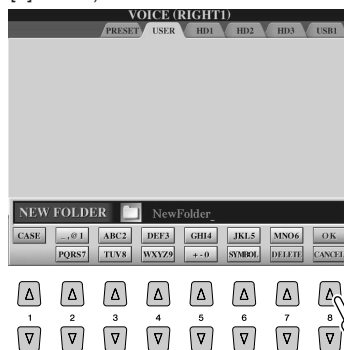 VOICE (RIGHT1)
PRESET USER HD1 HD2 HD3 USB1
NEW FOLDER NewFolder_
CASE _,@1 ABC2 DEF3 GHI4 JKL5 MNO6 OK
PQRS7 TUV8 WXYZ9 +-0 SYMBOL DELETE CANCEL
1 2 3 4 5 6 7 8